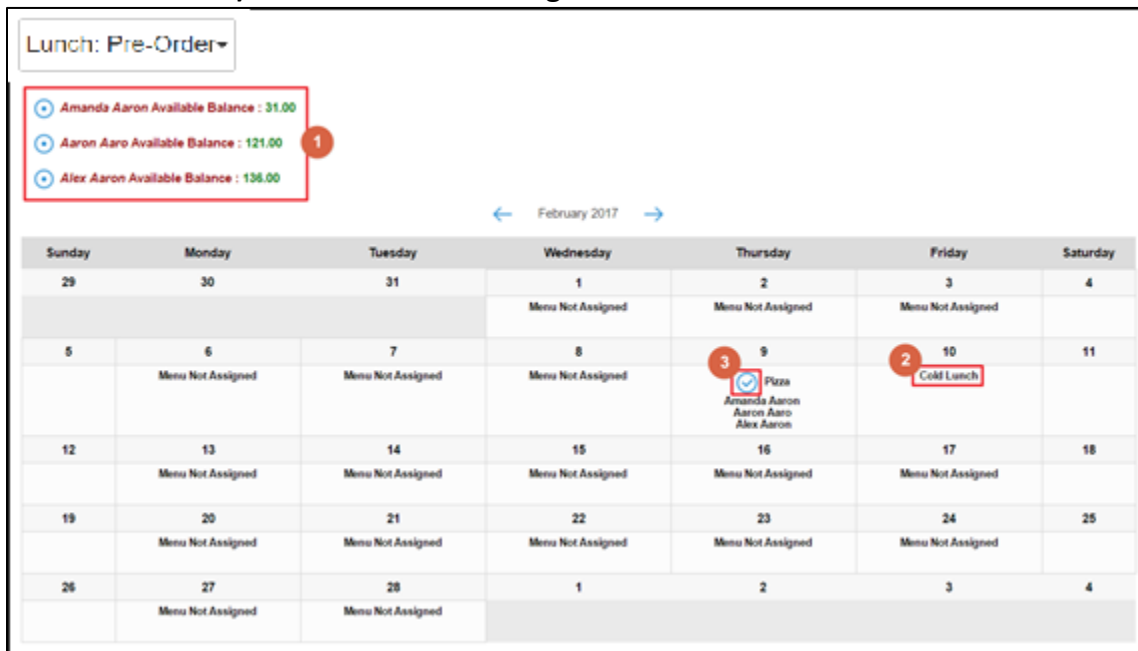 Lunch: Pre-Order
Amanda Aaron Available Balance : 31.00
Aaron Aaro Available Balance : 121.00
Alex Aaron Available Balance : 136.00
1
February 2017
Sunday Monday Tuesday Wednesday Thursday Friday Saturday
29 30 31 1 2 3 4
Menu Not Assigned Menu Not Assigned Menu Not Assigned
5 6 7 8 9 10 11
Menu Not Assigned Menu Not Assigned Menu Not Assigned 3 Pizza 2 Cold Lunch
Amanda Aaron
Aaron Aaro
Alex Aaron
12 13 14 15 16 17 18
Menu Not Assigned Menu Not Assigned Menu Not Assigned Menu Not Assigned Menu Not Assigned
19 20 21 22 23 24 25
Menu Not Assigned Menu Not Assigned Menu Not Assigned Menu Not Assigned Menu Not Assigned
26 27 28 1 2 3 4
Menu Not Assigned Menu Not Assigned